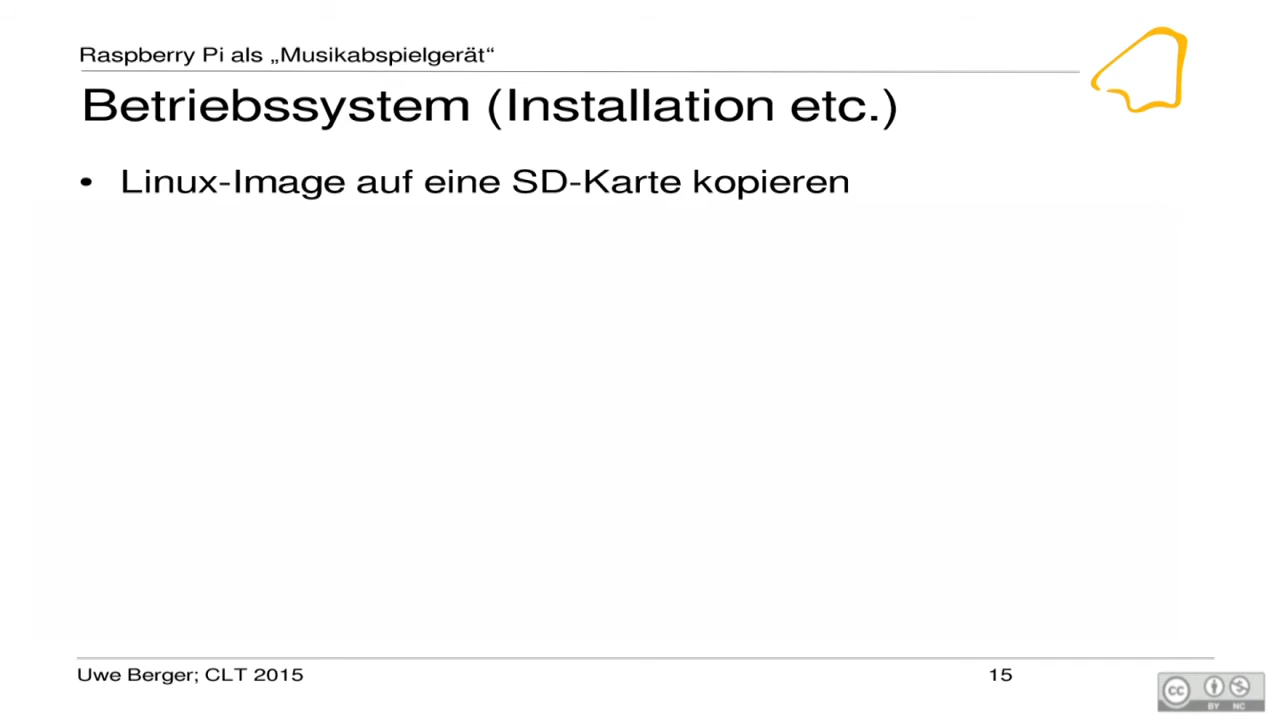 Raspberry Pi als „Musikabspielgerät“
Betriebssystem (Installation etc.)
• Linux-Image auf eine SD-Karte kopieren
Uwe Berger; CLT 2015
15
cc
BY NC